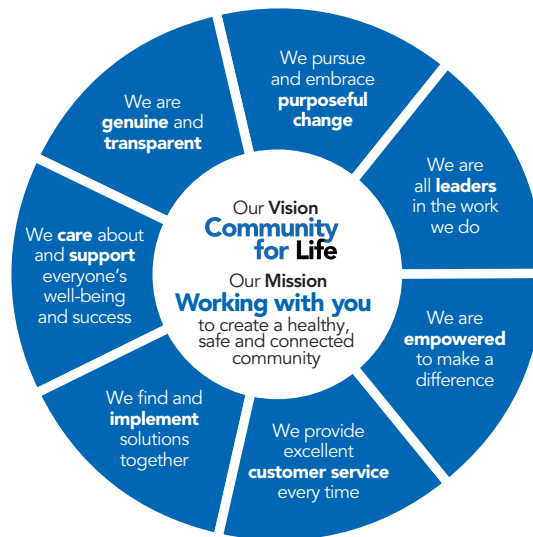 We pursue
and embrace
purposeful
change
We are
all leaders
in the work
we do
We are
empowered
to make a
difference
We provide
excellent
customer service
every time
We find and
implement
solutions
together
We care about
and support
everyone's
well-being
and success
We are
genuine and
transparent
Our Vision
Community
for Life
Our Mission
Working with you
to create a healthy,
safe and connected
community